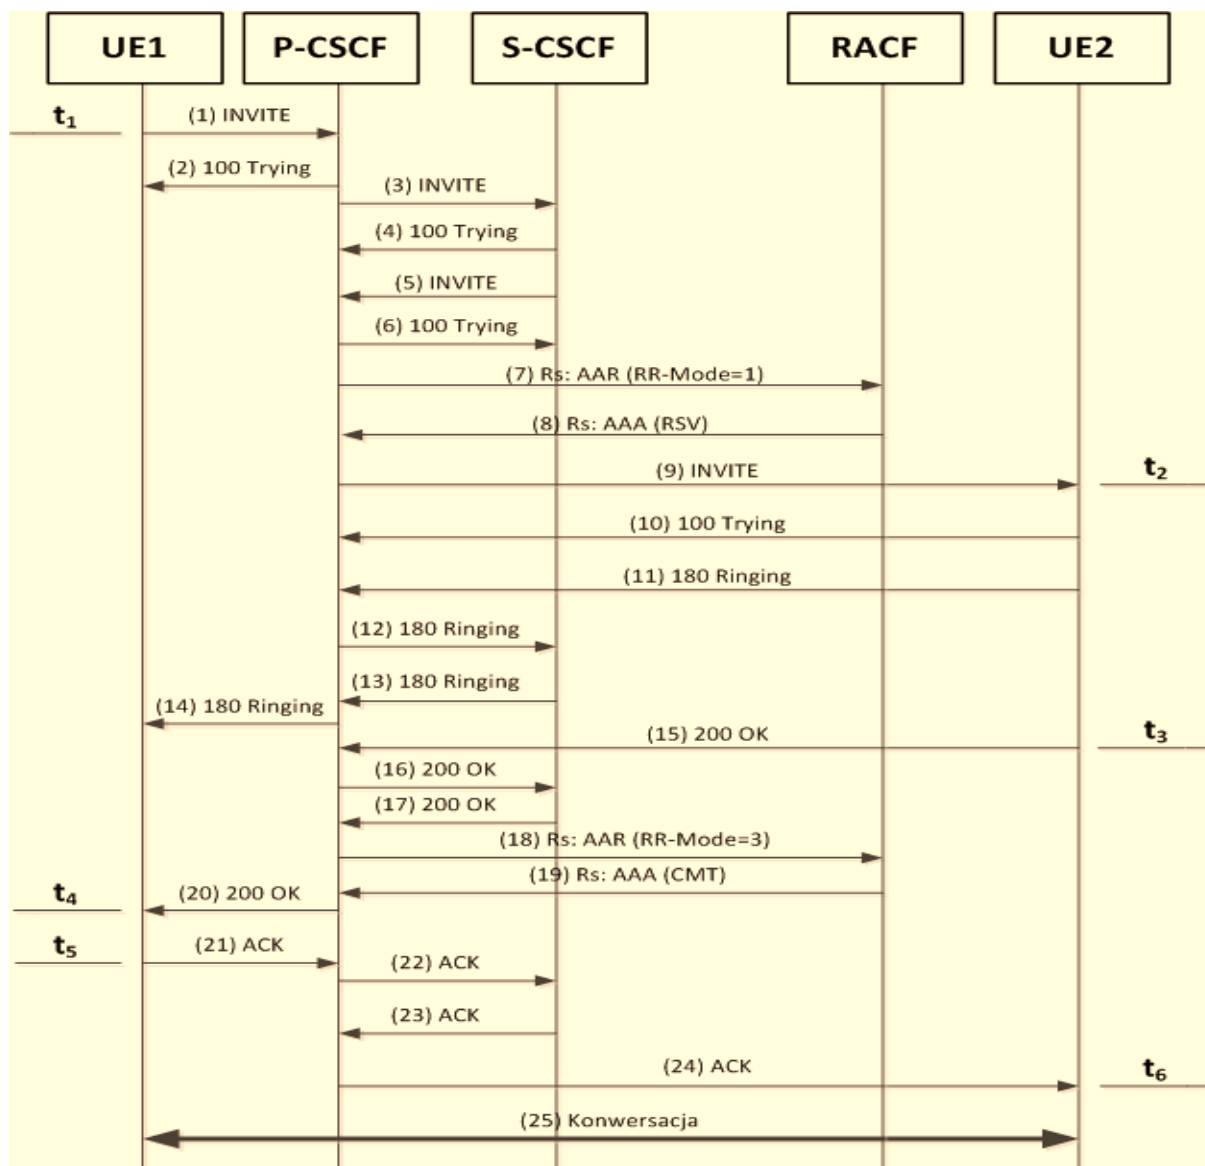 UE1 P-CSCF S-CSCF RACF UE2
t₁ (1) INVITE
(2) 100 Trying
(3) INVITE
(4) 100 Trying
(5) INVITE
(6) 100 Trying
(7) Rs: AAR (RR-Mode=1)
(8) Rs: AAA (RSV)
(9) INVITE t₂
(10) 100 Trying
(11) 180 Ringing
(12) 180 Ringing
(13) 180 Ringing
(14) 180 Ringing
(15) 200 OK t₃
(16) 200 OK
(17) 200 OK
(18) Rs: AAR (RR-Mode=3)
(19) Rs: AAA (CMT)
t₄ (20) 200 OK
t₅ (21) ACK
(22) ACK
(23) ACK
(24) ACK t₆
(25) Konwersacja